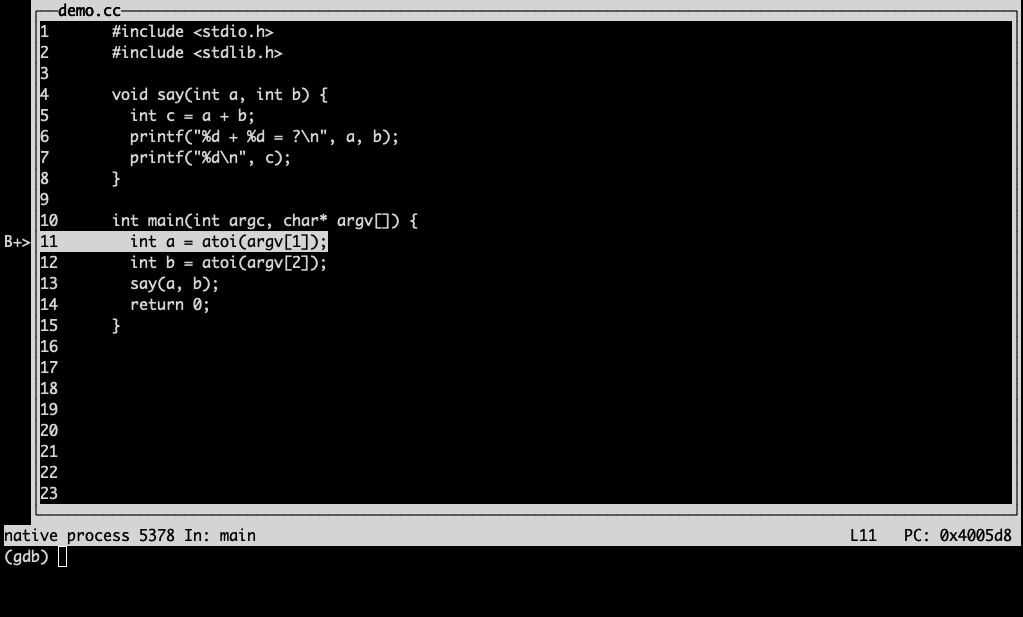 demo.cc
1 #include <stdio.h>
2 #include <stdlib.h>
3
4 void say(int a, int b) {
5 int c = a + b;
6 printf("%d + %d = ?\n", a, b);
7 printf("%d\n", c);
8 }
9
10 int main(int argc, char* argv[]) {
B+> 11 int a = atoi(argv[1]);
12 int b = atoi(argv[2]);
13 say(a, b);
14 return 0;
15 }
16
17
18
19
20
21
22
23
native process 5378 In: main L11 PC: 0x4005d8
(gdb)